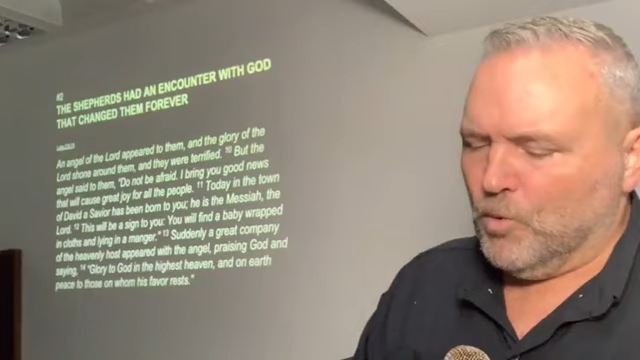 #2
THE SHEPHERDS HAD AN ENCOUNTER WITH GOD
THAT CHANGED THEM FOREVER
An angel of the Lord appeared to them, and the glory of the
Lord shone around them, and they were terrified. 10 But the
angel said to them, "Do not be afraid. I bring you good news
that will cause great joy for all the people. 11 Today in the town
of David a Savior has been born to you; he is the Messiah, the
Lord. 12 This will be a sign to you: You will find a baby wrapped
in cloths and lying in a manger." 13 Suddenly a great company
of the heavenly host appeared with the angel, praising God and
saying, 14 "Glory to God in the highest heaven, and on earth
peace to those on whom his favor rests."